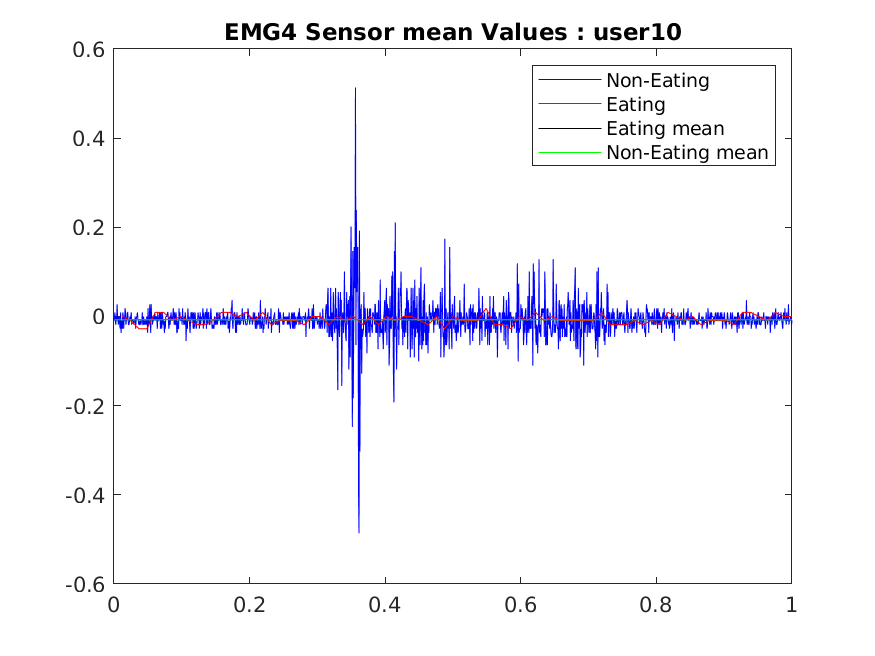 EMG4 Sensor mean Values : user10
0.6
0.4
0.2
0
-0.2
-0.4
-0.6
Non-Eating
Eating
Eating mean
Non-Eating mean
0 0.2 0.4 0.6 0.8 1